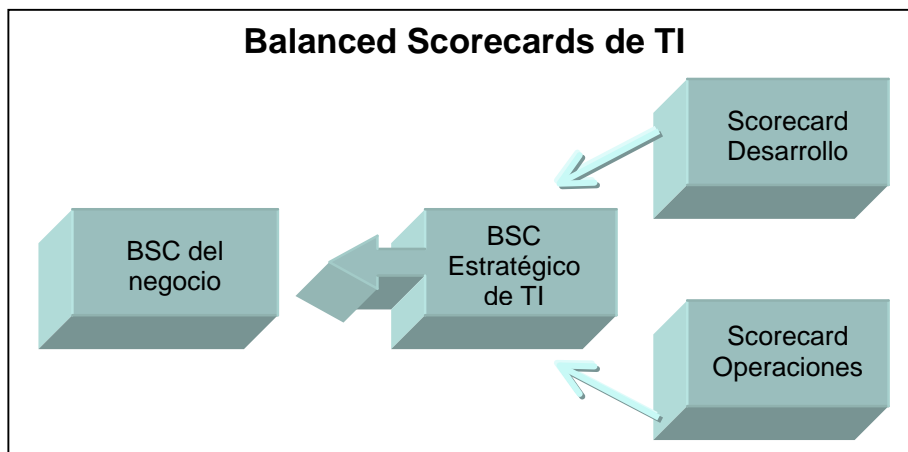 Balanced Scorecards de TI
Scorecard
Desarrollo
BSC del
negocio
BSC
Estratégico
de TI
Scorecard
Operaciones